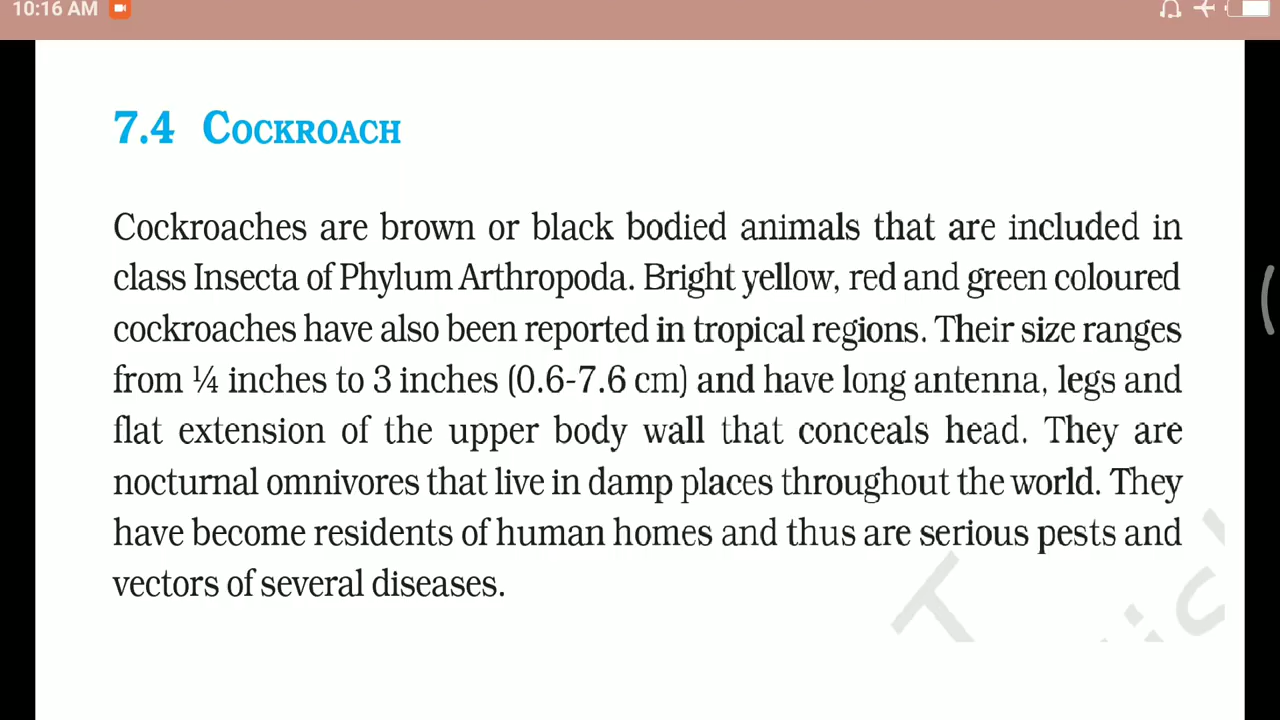 10:16 AM
7.4 COCKROACH
Cockroaches are brown or black bodied animals that are included in
class Insecta of Phylum Arthropoda. Bright yellow, red and green coloured
cockroaches have also been reported in tropical regions. Their size ranges
from ¼ inches to 3 inches (0.6-7.6 cm) and have long antenna, legs and
flat extension of the upper body wall that conceals head. They are
nocturnal omnivores that live in damp places throughout the world. They
have become residents of human homes and thus are serious pests and
vectors of several diseases.